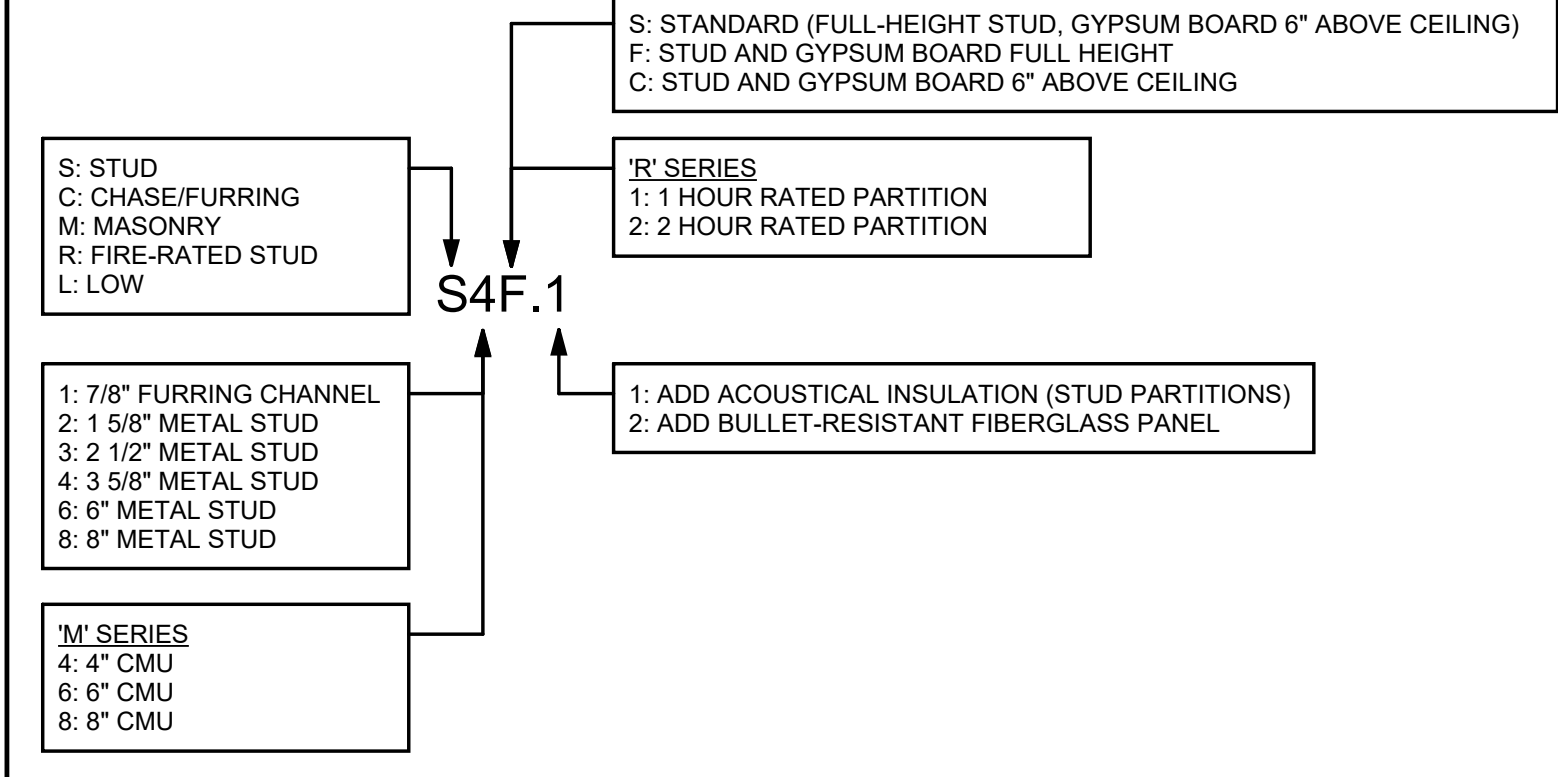 S: STANDARD (FULL-HEIGHT STUD, GYPSUM BOARD 6" ABOVE CEILING)
F: STUD AND GYPSUM BOARD FULL HEIGHT
C: STUD AND GYPSUM BOARD 6" ABOVE CEILING
S: STUD
C: CHASE/FURRING
M: MASONRY
R: FIRE-RATED STUD
L: LOW
'R' SERIES
1: 1 HOUR RATED PARTITION
2: 2 HOUR RATED PARTITION
S4F.1
1: 7/8" FURRING CHANNEL
2: 1 5/8" METAL STUD
3: 2 1/2" METAL STUD
4: 3 5/8" METAL STUD
6: 6" METAL STUD
8: 8" METAL STUD
1: ADD ACOUSTICAL INSULATION (STUD PARTITIONS)
2: ADD BULLET-RESISTANT FIBERGLASS PANEL
'M' SERIES
4: 4" CMU
6: 6" CMU
8: 8" CMU